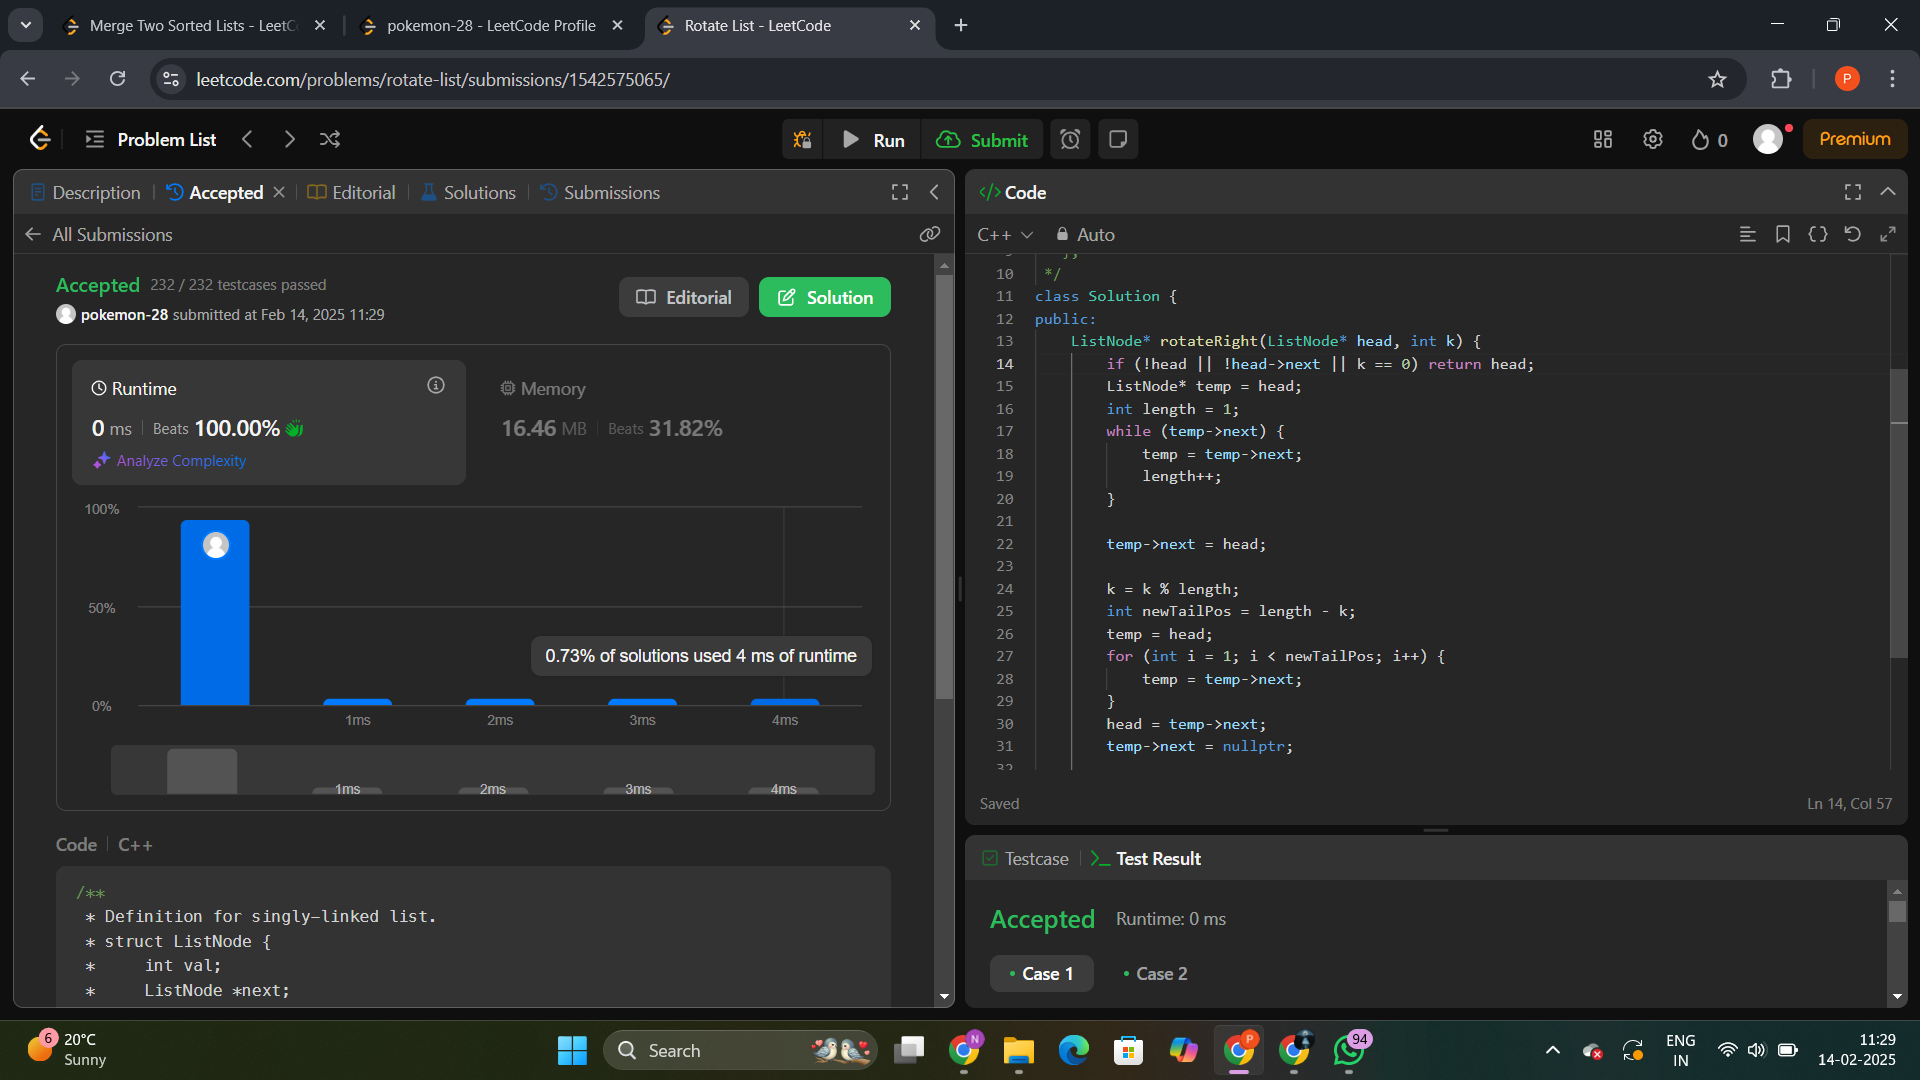 Merge Two Sorted Lists - LeetC
pokemon-28 - LeetCode Profile
Rotate List - LeetCode
leetcode.com/problems/rotate-list/submissions/1542575065/
P
Problem List
Run
Submit
0
Premium
Description
Accepted
Editorial
Solutions
Submissions
All Submissions
Accepted 232 / 232 testcases passed
pokemon-28 submitted at Feb 14, 2025 11:29
Editorial
Solution
Runtime
0 ms Beats 100.00%
Analyze Complexity
Memory
16.46 MB Beats 31.82%
100%
50%
0%
0.73% of solutions used 4 ms of runtime
1ms 2ms 3ms 4ms
1ms 2ms 3ms 4ms
Code C++
/**
* Definition for singly-linked list.
* struct ListNode {
*     int val;
*     ListNode *next;
</> Code
C++ Auto
10 */
11 class Solution {
12 public:
13     ListNode* rotateRight(ListNode* head, int k) {
14         if (!head || !head->next || k == 0) return head;
15         ListNode* temp = head;
16         int length = 1;
17         while (temp->next) {
18             temp = temp->next;
19             length++;
20         }
21
22         temp->next = head;
23
24         k = k % length;
25         int newTailPos = length - k;
26         temp = head;
27         for (int i = 1; i < newTailPos; i++) {
28             temp = temp->next;
29         }
30         head = temp->next;
31         temp->next = nullptr;
32
Saved
Ln 14, Col 57
Testcase
Test Result
Accepted Runtime: 0 ms
Case 1
Case 2
6
20°C
Sunny
Search
N
P
94
ENG
IN
11:29
14-02-2025